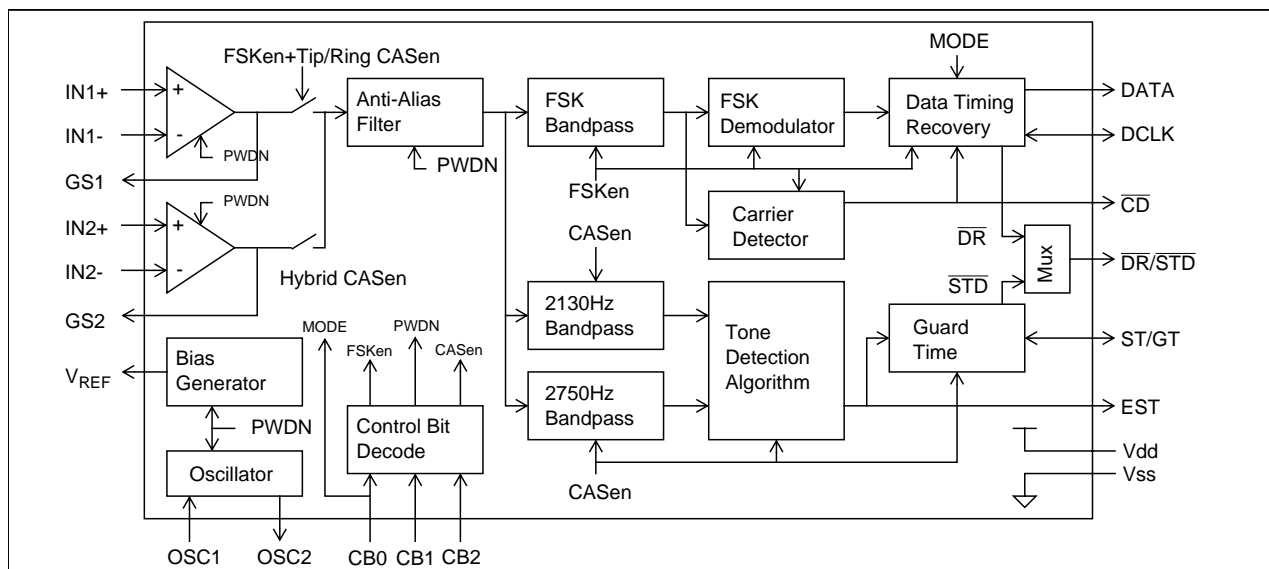 MODE
FSKen+Tip/Ring CASen
IN1+
+
Anti-Alias
Filter
FSK
Bandpass
FSK
Demodulator
Data Timing
Recovery
DATA
IN1-
-
DCLK
PWDN
PWDN
GS1
FSKen
PWDN
Carrier
Detector
CD
IN2+
+
CASen
DR
Mux
DR/STD
IN2-
-
Hybrid CASen
STD
GS2
2130Hz
Bandpass
Tone
Detection
Algorithm
Guard
Time
ST/GT
MODE
PWDN
FSKen
CASen
Bias
Generator
VREF
2750Hz
Bandpass
EST
PWDN
Control Bit
Decode
Vdd
Oscillator
CASen
Vss
OSC1
OSC2
CB0
CB1
CB2